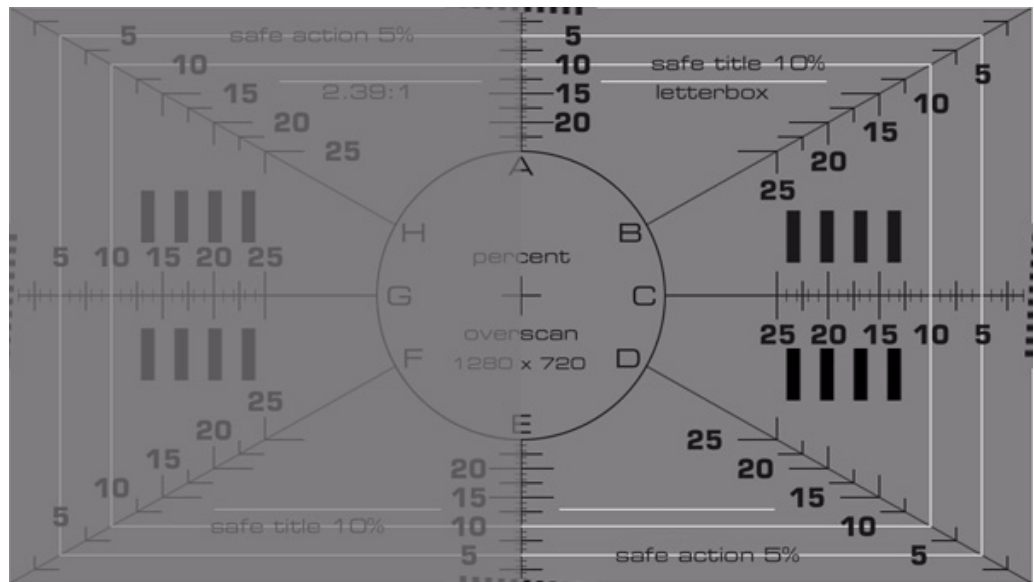 5 safe action 5% 5
10 10 safe title 10% 5
15 2.39:1 15 letterbox 10
20 20 15
25 20
A 25
H B
5 10 15 20 25 percent
G C
overscan 25 20 15 10 5
F 1280 x 720 D
25
20 E 25
15 20 20
10 15 15
5 safe title 10% 10 10
5 safe action 5% 5